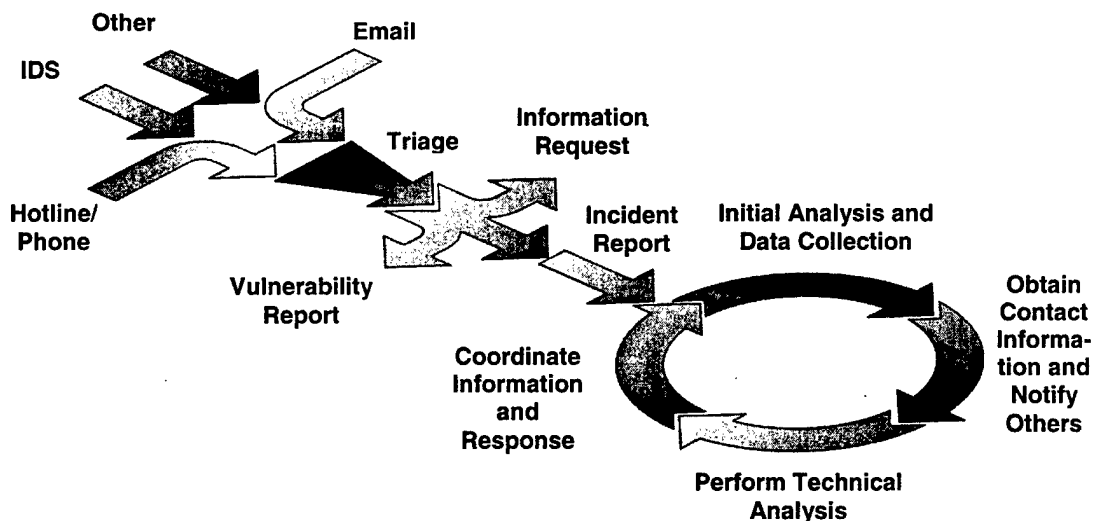 Other
Email
IDS
Hotline/
Phone
Triage
Information
Request
Vulnerability
Report
Incident
Report
Initial Analysis and
Data Collection
Obtain
Contact
Informa-
tion and
Notify
Others
Coordinate
Information
and
Response
Perform Technical
Analysis